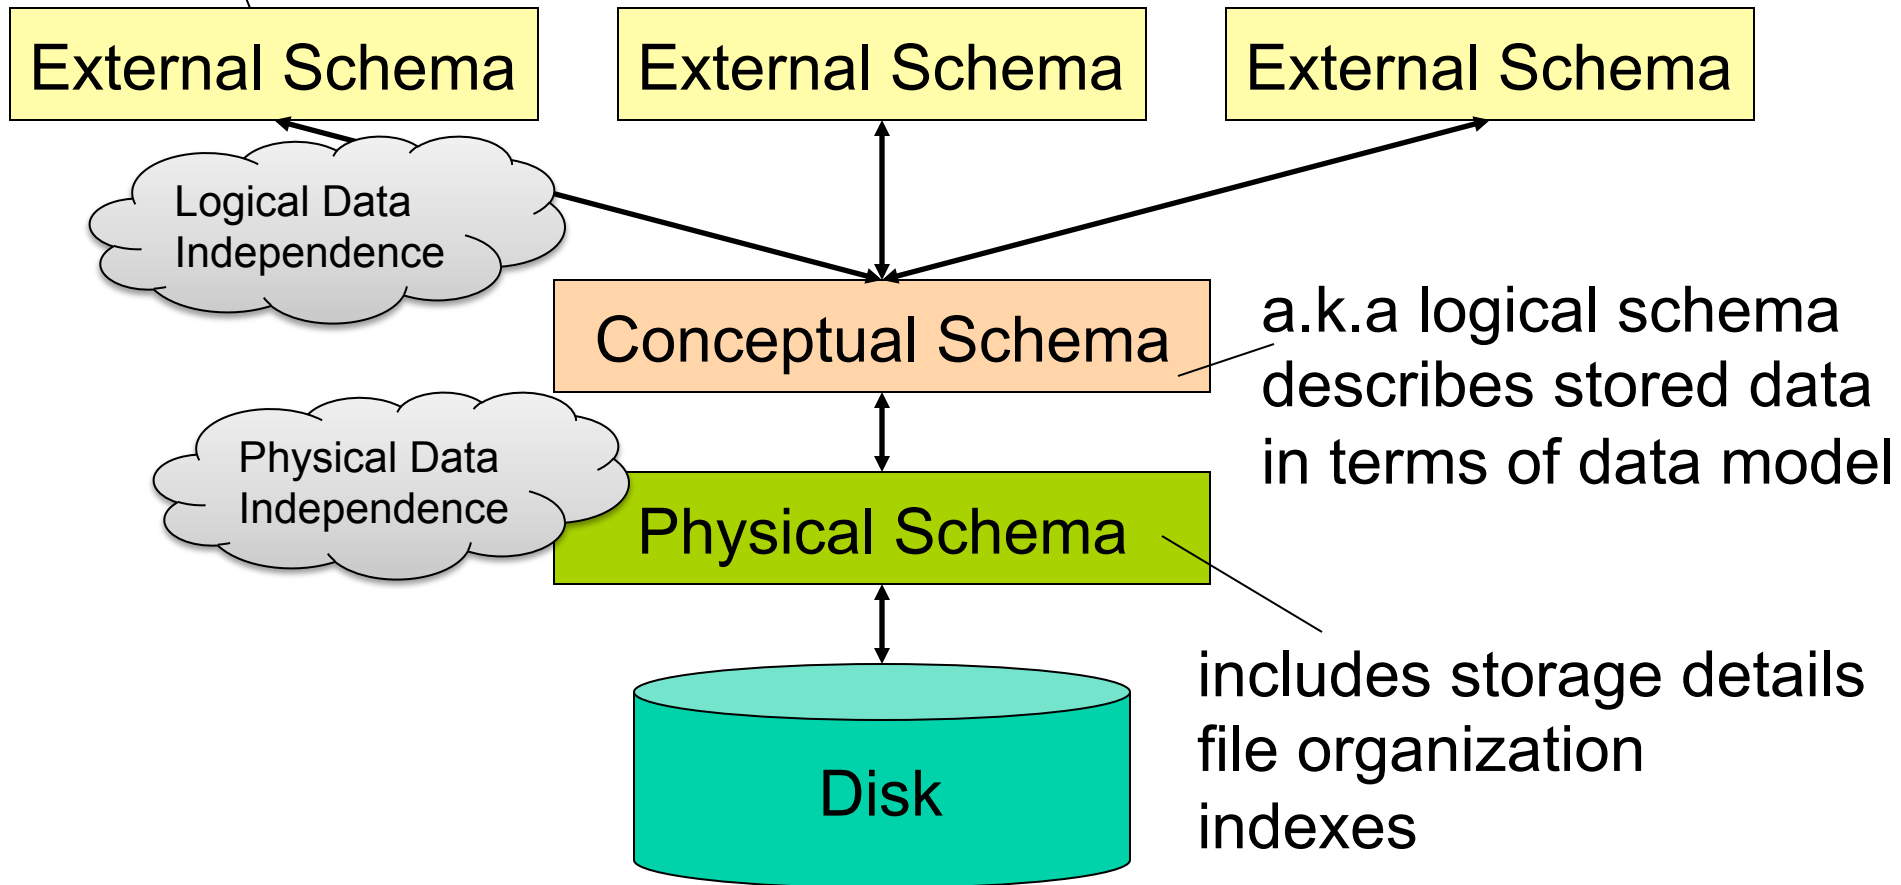 External Schema
External Schema
External Schema
Logical Data
Independence
Conceptual Schema
a.k.a logical schema
describes stored data
in terms of data model
Physical Data
Independence
Physical Schema
includes storage details
file organization
indexes
Disk